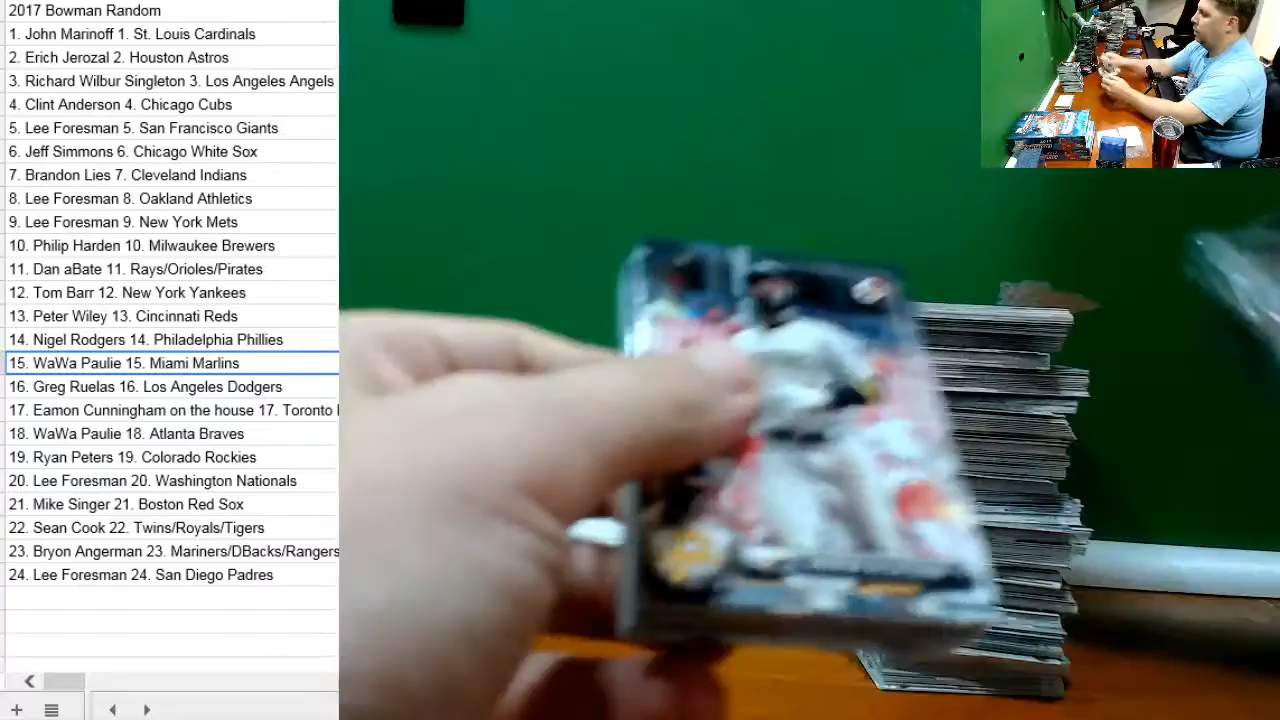 2017 Bowman Random
1. John Marinoff 1. St. Louis Cardinals
2. Erich Jerozal 2. Houston Astros
3. Richard Wilbur Singleton 3. Los Angeles Angels
4. Clint Anderson 4. Chicago Cubs
5. Lee Foresman 5. San Francisco Giants
6. Jeff Simmons 6. Chicago White Sox
7. Brandon Lies 7. Cleveland Indians
8. Lee Foresman 8. Oakland Athletics
9. Lee Foresman 9. New York Mets
10. Philip Harden 10. Milwaukee Brewers
11. Dan aBate 11. Rays/Orioles/Pirates
12. Tom Barr 12. New York Yankees
13. Peter Wiley 13. Cincinnati Reds
14. Nigel Rodgers 14. Philadelphia Phillies
15. WaWa Paulie 15. Miami Marlins
16. Greg Ruelas 16. Los Angeles Dodgers
17. Eamon Cunningham on the house 17. Toronto
18. WaWa Paulie 18. Atlanta Braves
19. Ryan Peters 19. Colorado Rockies
20. Lee Foresman 20. Washington Nationals
21. Mike Singer 21. Boston Red Sox
22. Sean Cook 22. Twins/Royals/Tigers
23. Bryon Angerman 23. Mariners/DBacks/Rangers
24. Lee Foresman 24. San Diego Padres